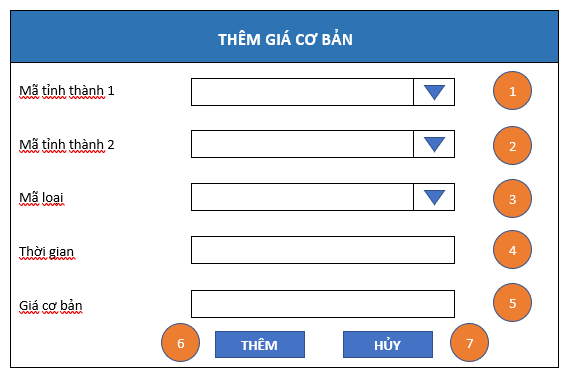 THÊM GIÁ CƠ BẢN
Mã tỉnh thành 1
1
Mã tỉnh thành 2
2
Mã loại
3
Thời gian
4
Giá cơ bản
5
6
THÊM
HỦY
7